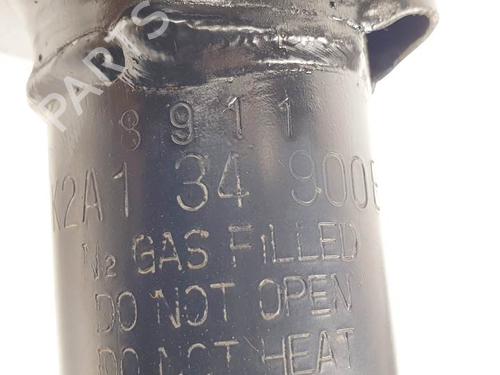 PARTS
8911
K2A1 34 900E
N₂ GAS FILLED
DO NOT OPEN
DO NOT HEAT